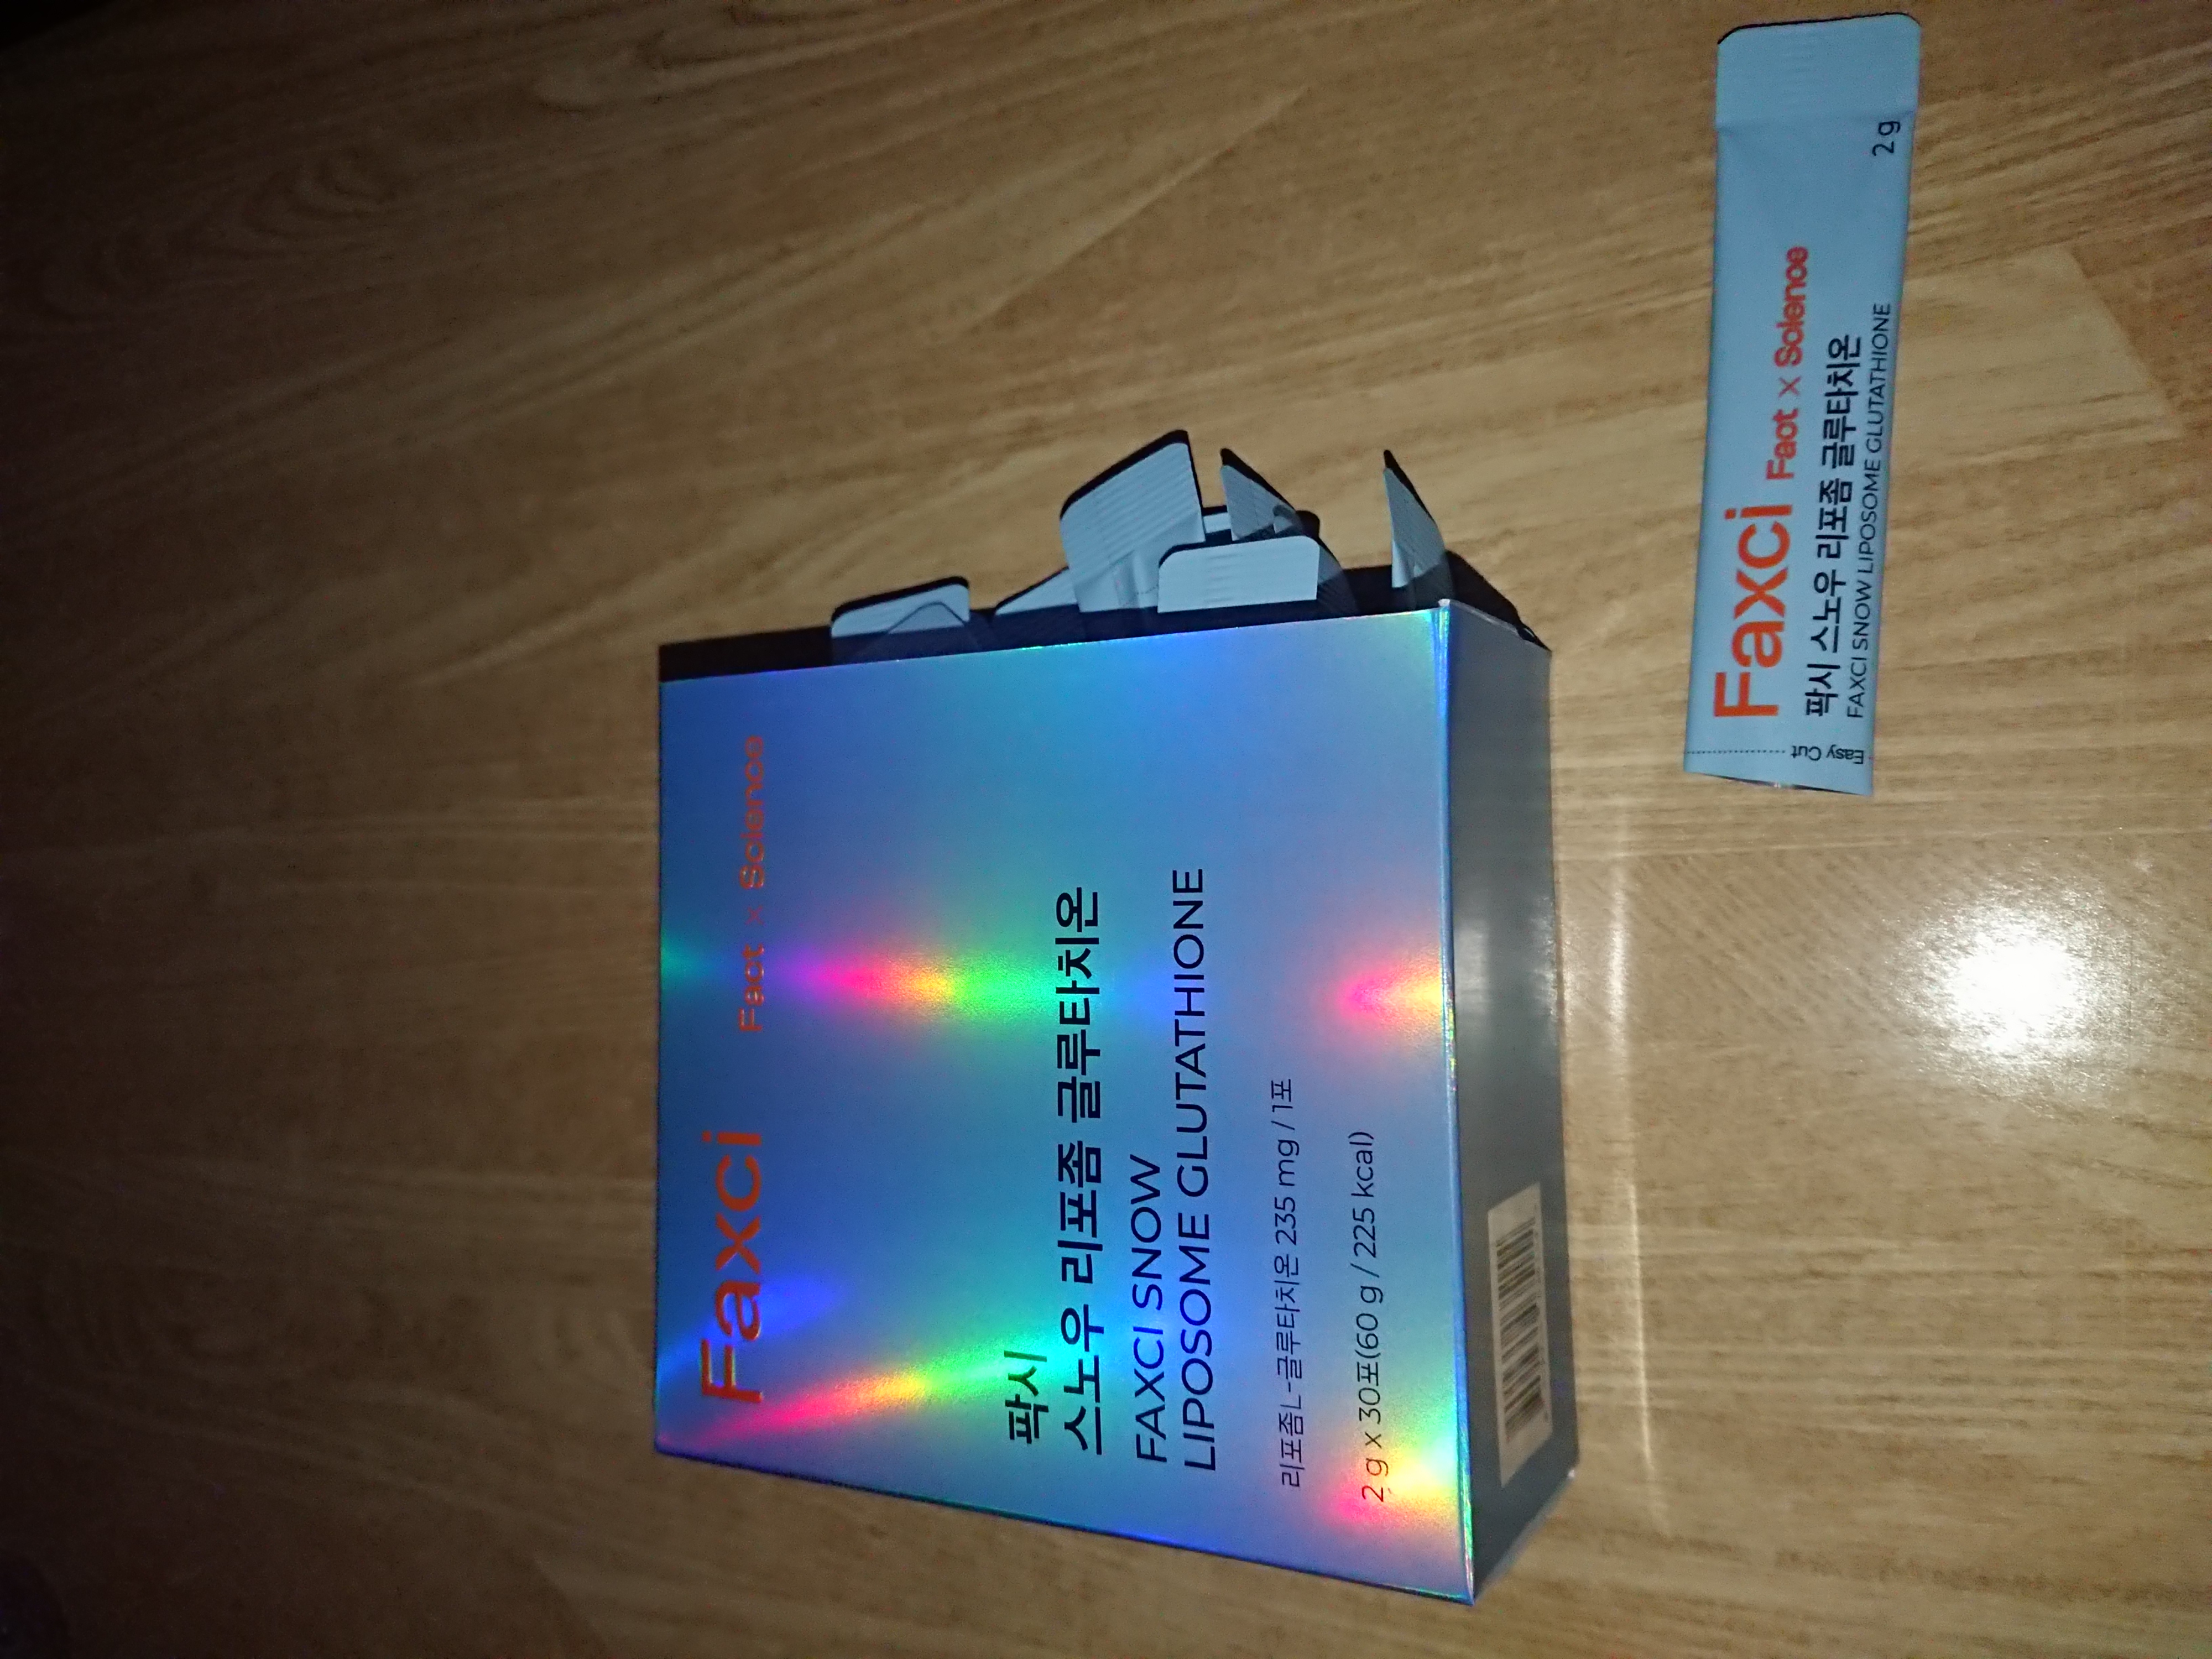 Faxci Fact x Science
팍시
스노우 리포좀 글루타치온
FAXCI SNOW
LIPOSOME GLUTATHIONE
리포좀L-글루타치온 235 mg / 1포
2 g x 30포(60 g / 225 kcal)
Easy Cut
Faxci Fact x Science
팍시 스노우 리포좀 글루타치온
FAXCI SNOW LIPOSOME GLUTATHIONE
2 g